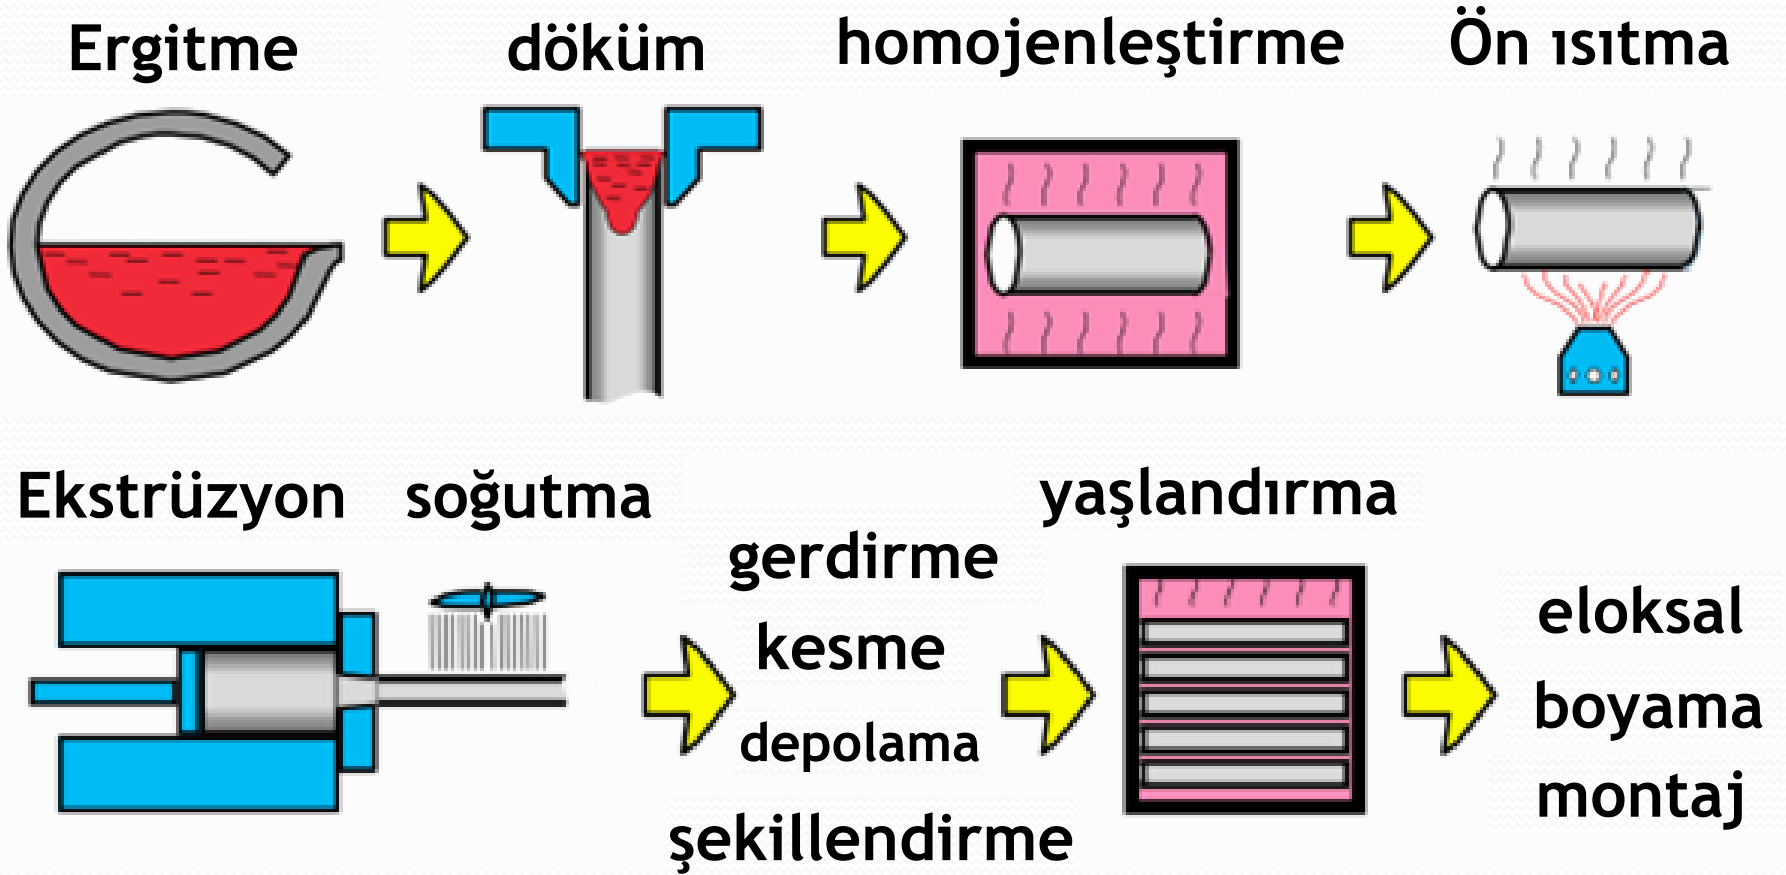 Ergitme
döküm
homojenleştirme
Ön ısıtma
Ekstrüzyon
soğutma
gerdirme
kesme
depolama
şekillendirme
yaşlandırma
eloksal
boyama
montaj